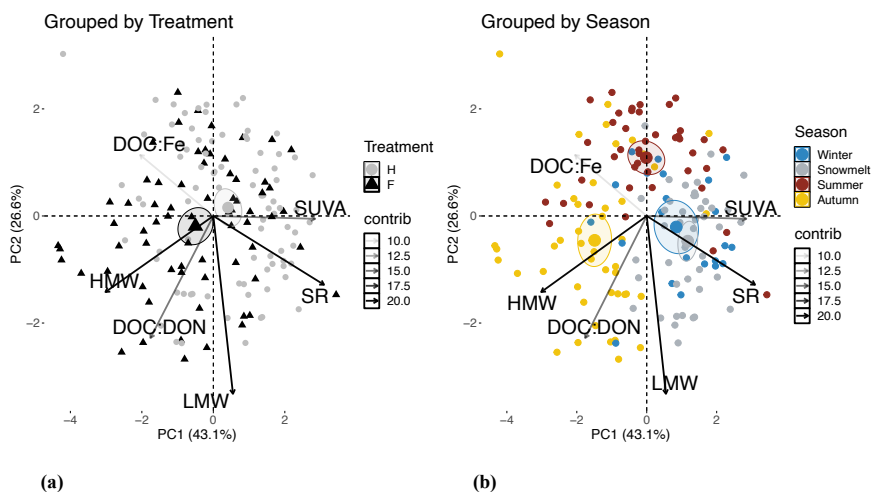 Grouped by Treatment
2
0
−2
PC2 (26.6%)
−4
−2
0
2
PC1 (43.1%)
DOC:Fe
SUVA
HMW
SR
DOC:DON
LMW
Treatment
H
F
contrib
10.0
12.5
15.0
17.5
20.0
(a)
Grouped by Season
2
0
−2
PC2 (26.6%)
−4
−2
0
2
PC1 (43.1%)
DOC:Fe
SUVA
HMW
SR
DOC:DON
LMW
Season
Winter
Snowmelt
Summer
Autumn
contrib
10.0
12.5
15.0
17.5
20.0
(b)